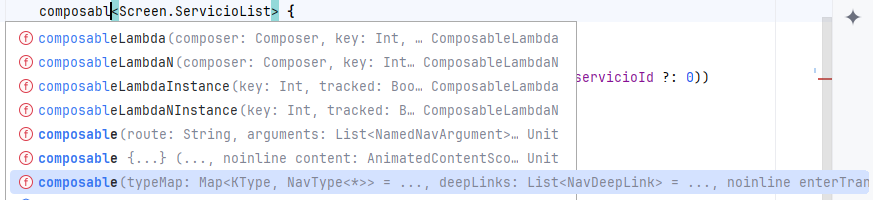 composabl<Screen.ServicioList> {
composableLambda(composer: Composer, key: Int, … ComposableLambda
composableLambdaN(composer: Composer, key: Int… ComposableLambdaN
servicioId ?: 0))
composableLambdaInstance(key: Int, tracked: Boo… ComposableLambda
composableLambdaNInstance(key: Int, tracked: B… ComposableLambdaN
composable(route: String, arguments: List<NamedNavArgument>… Unit
composable {...} (..., noinline content: AnimatedContentSco… Unit
composable(typeMap: Map<KType, NavType<*>> = ..., deepLinks: List<NavDeepLink> = ..., noinline enterTran